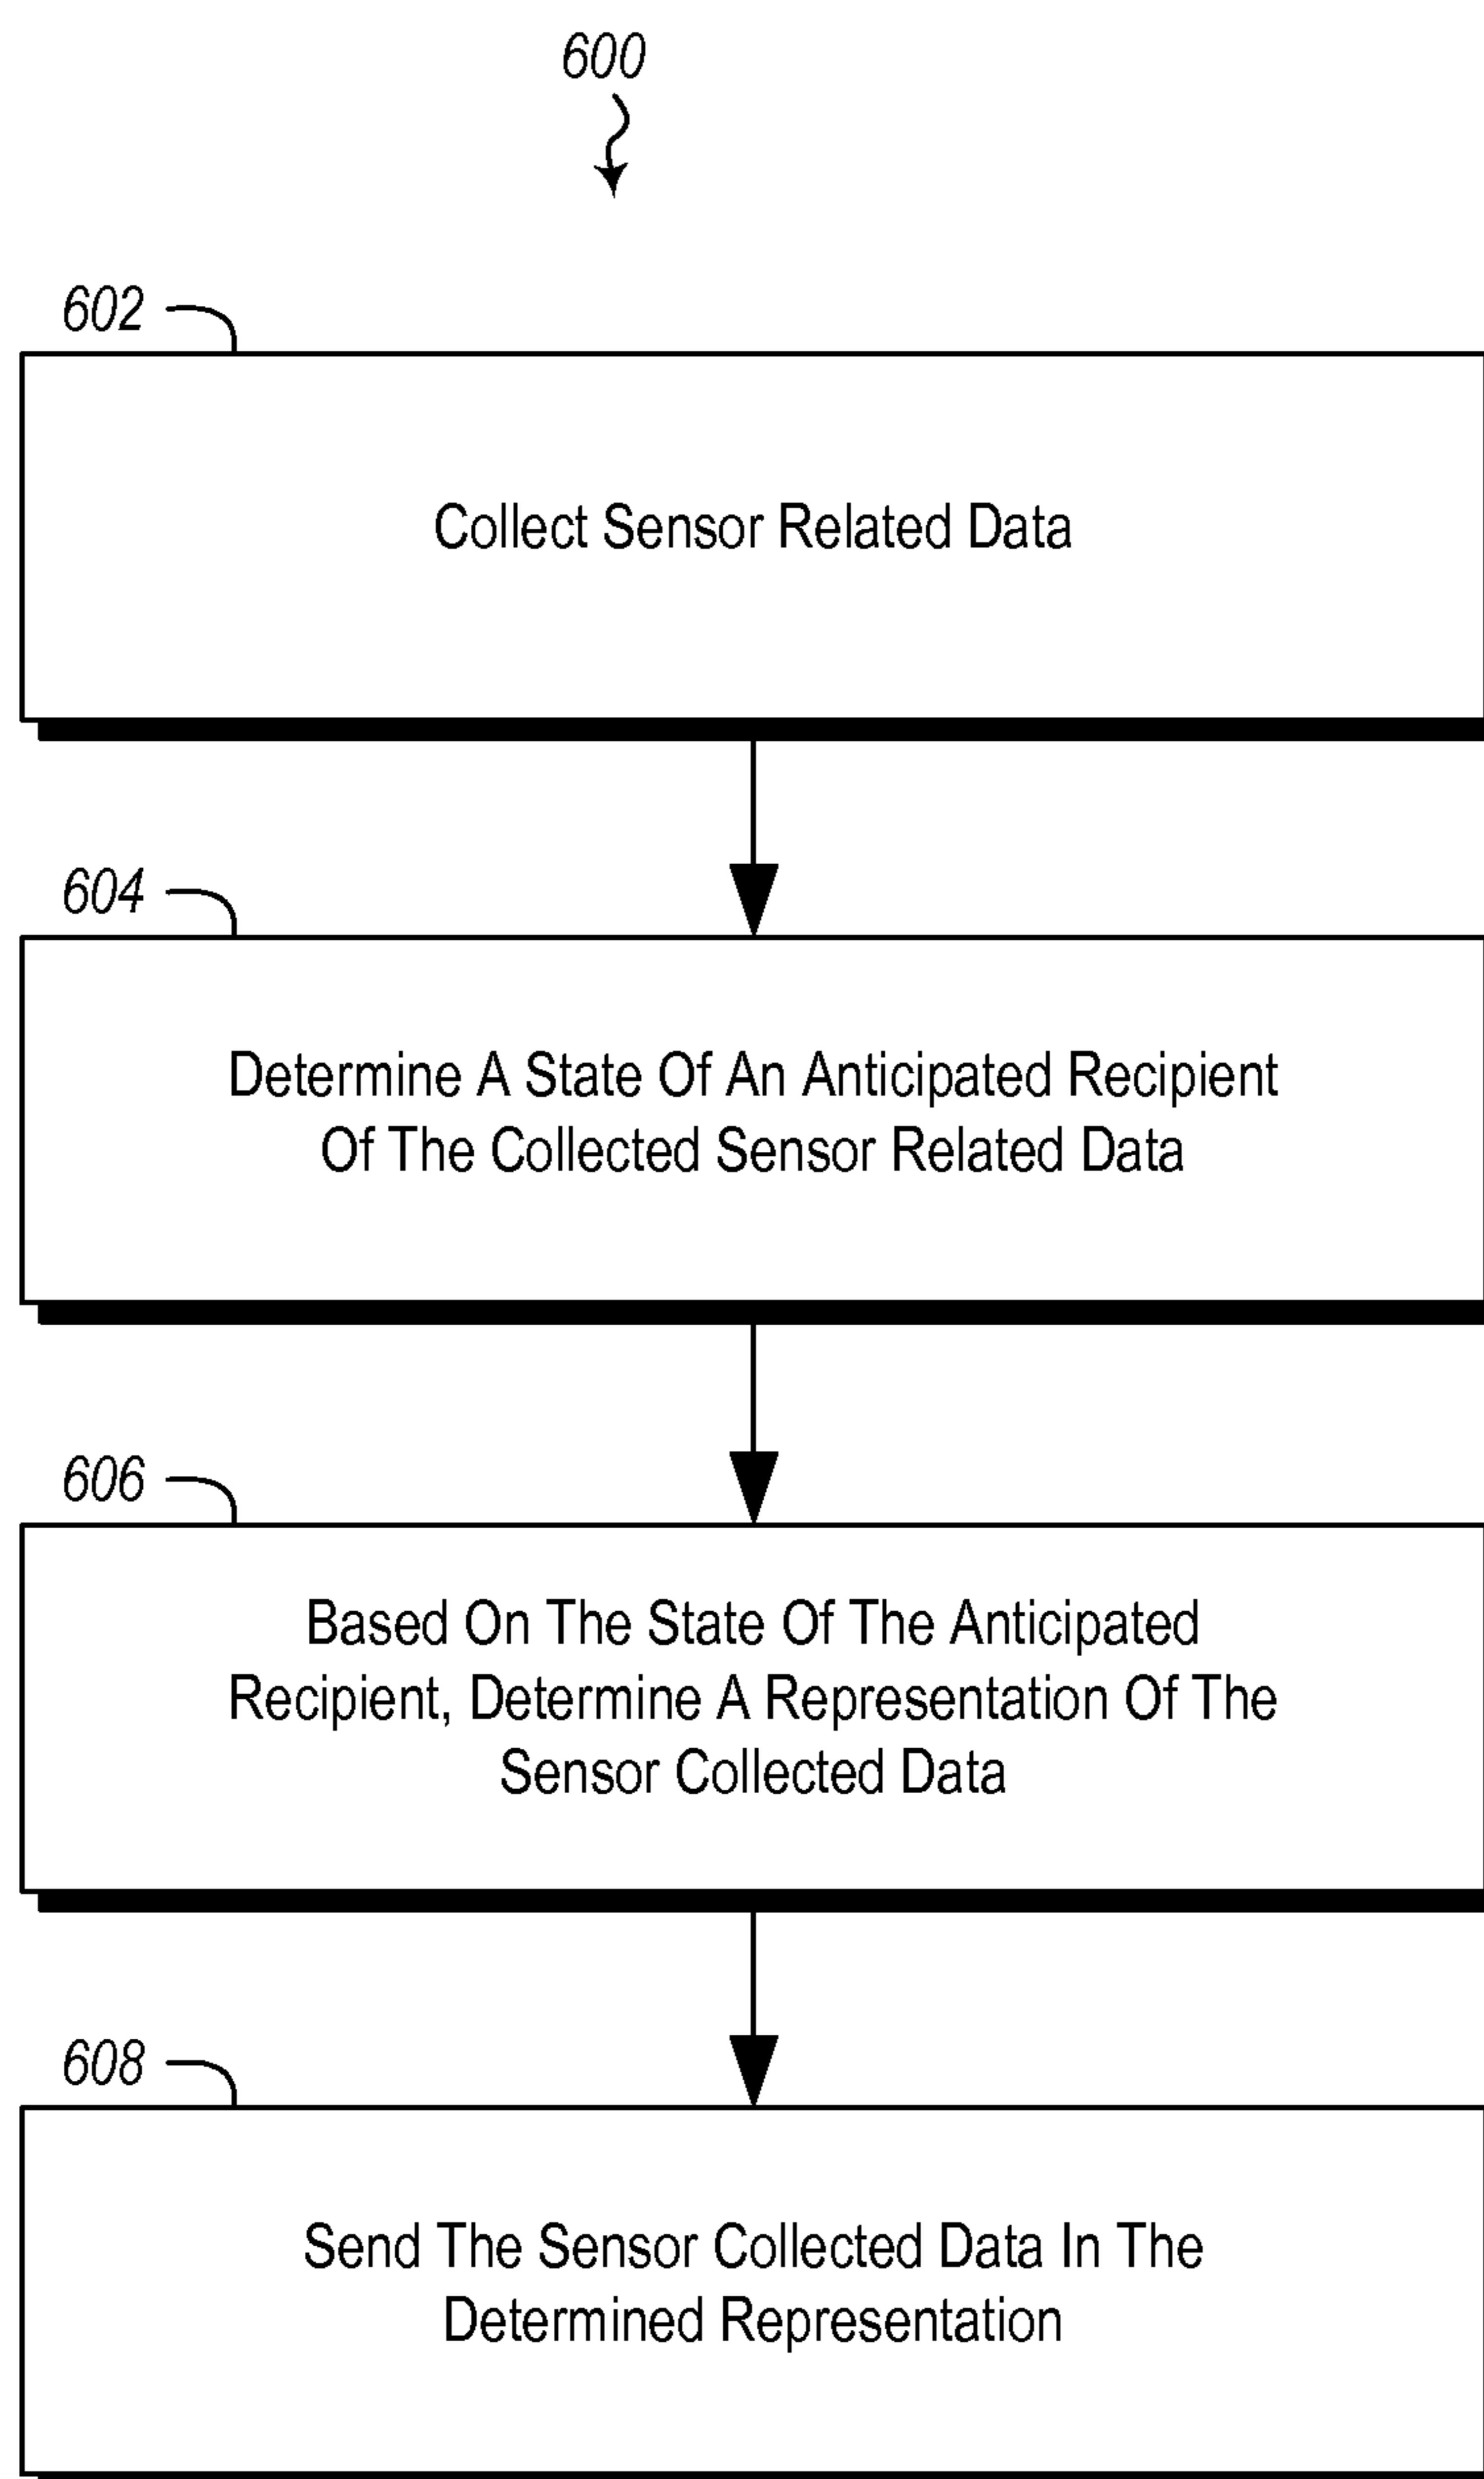 600
602
Collect Sensor Related Data
604
Determine A State Of An Anticipated Recipient
Of The Collected Sensor Related Data
606
Based On The State Of The Anticipated
Recipient, Determine A Representation Of The
Sensor Collected Data
608
Send The Sensor Collected Data In The
Determined Representation